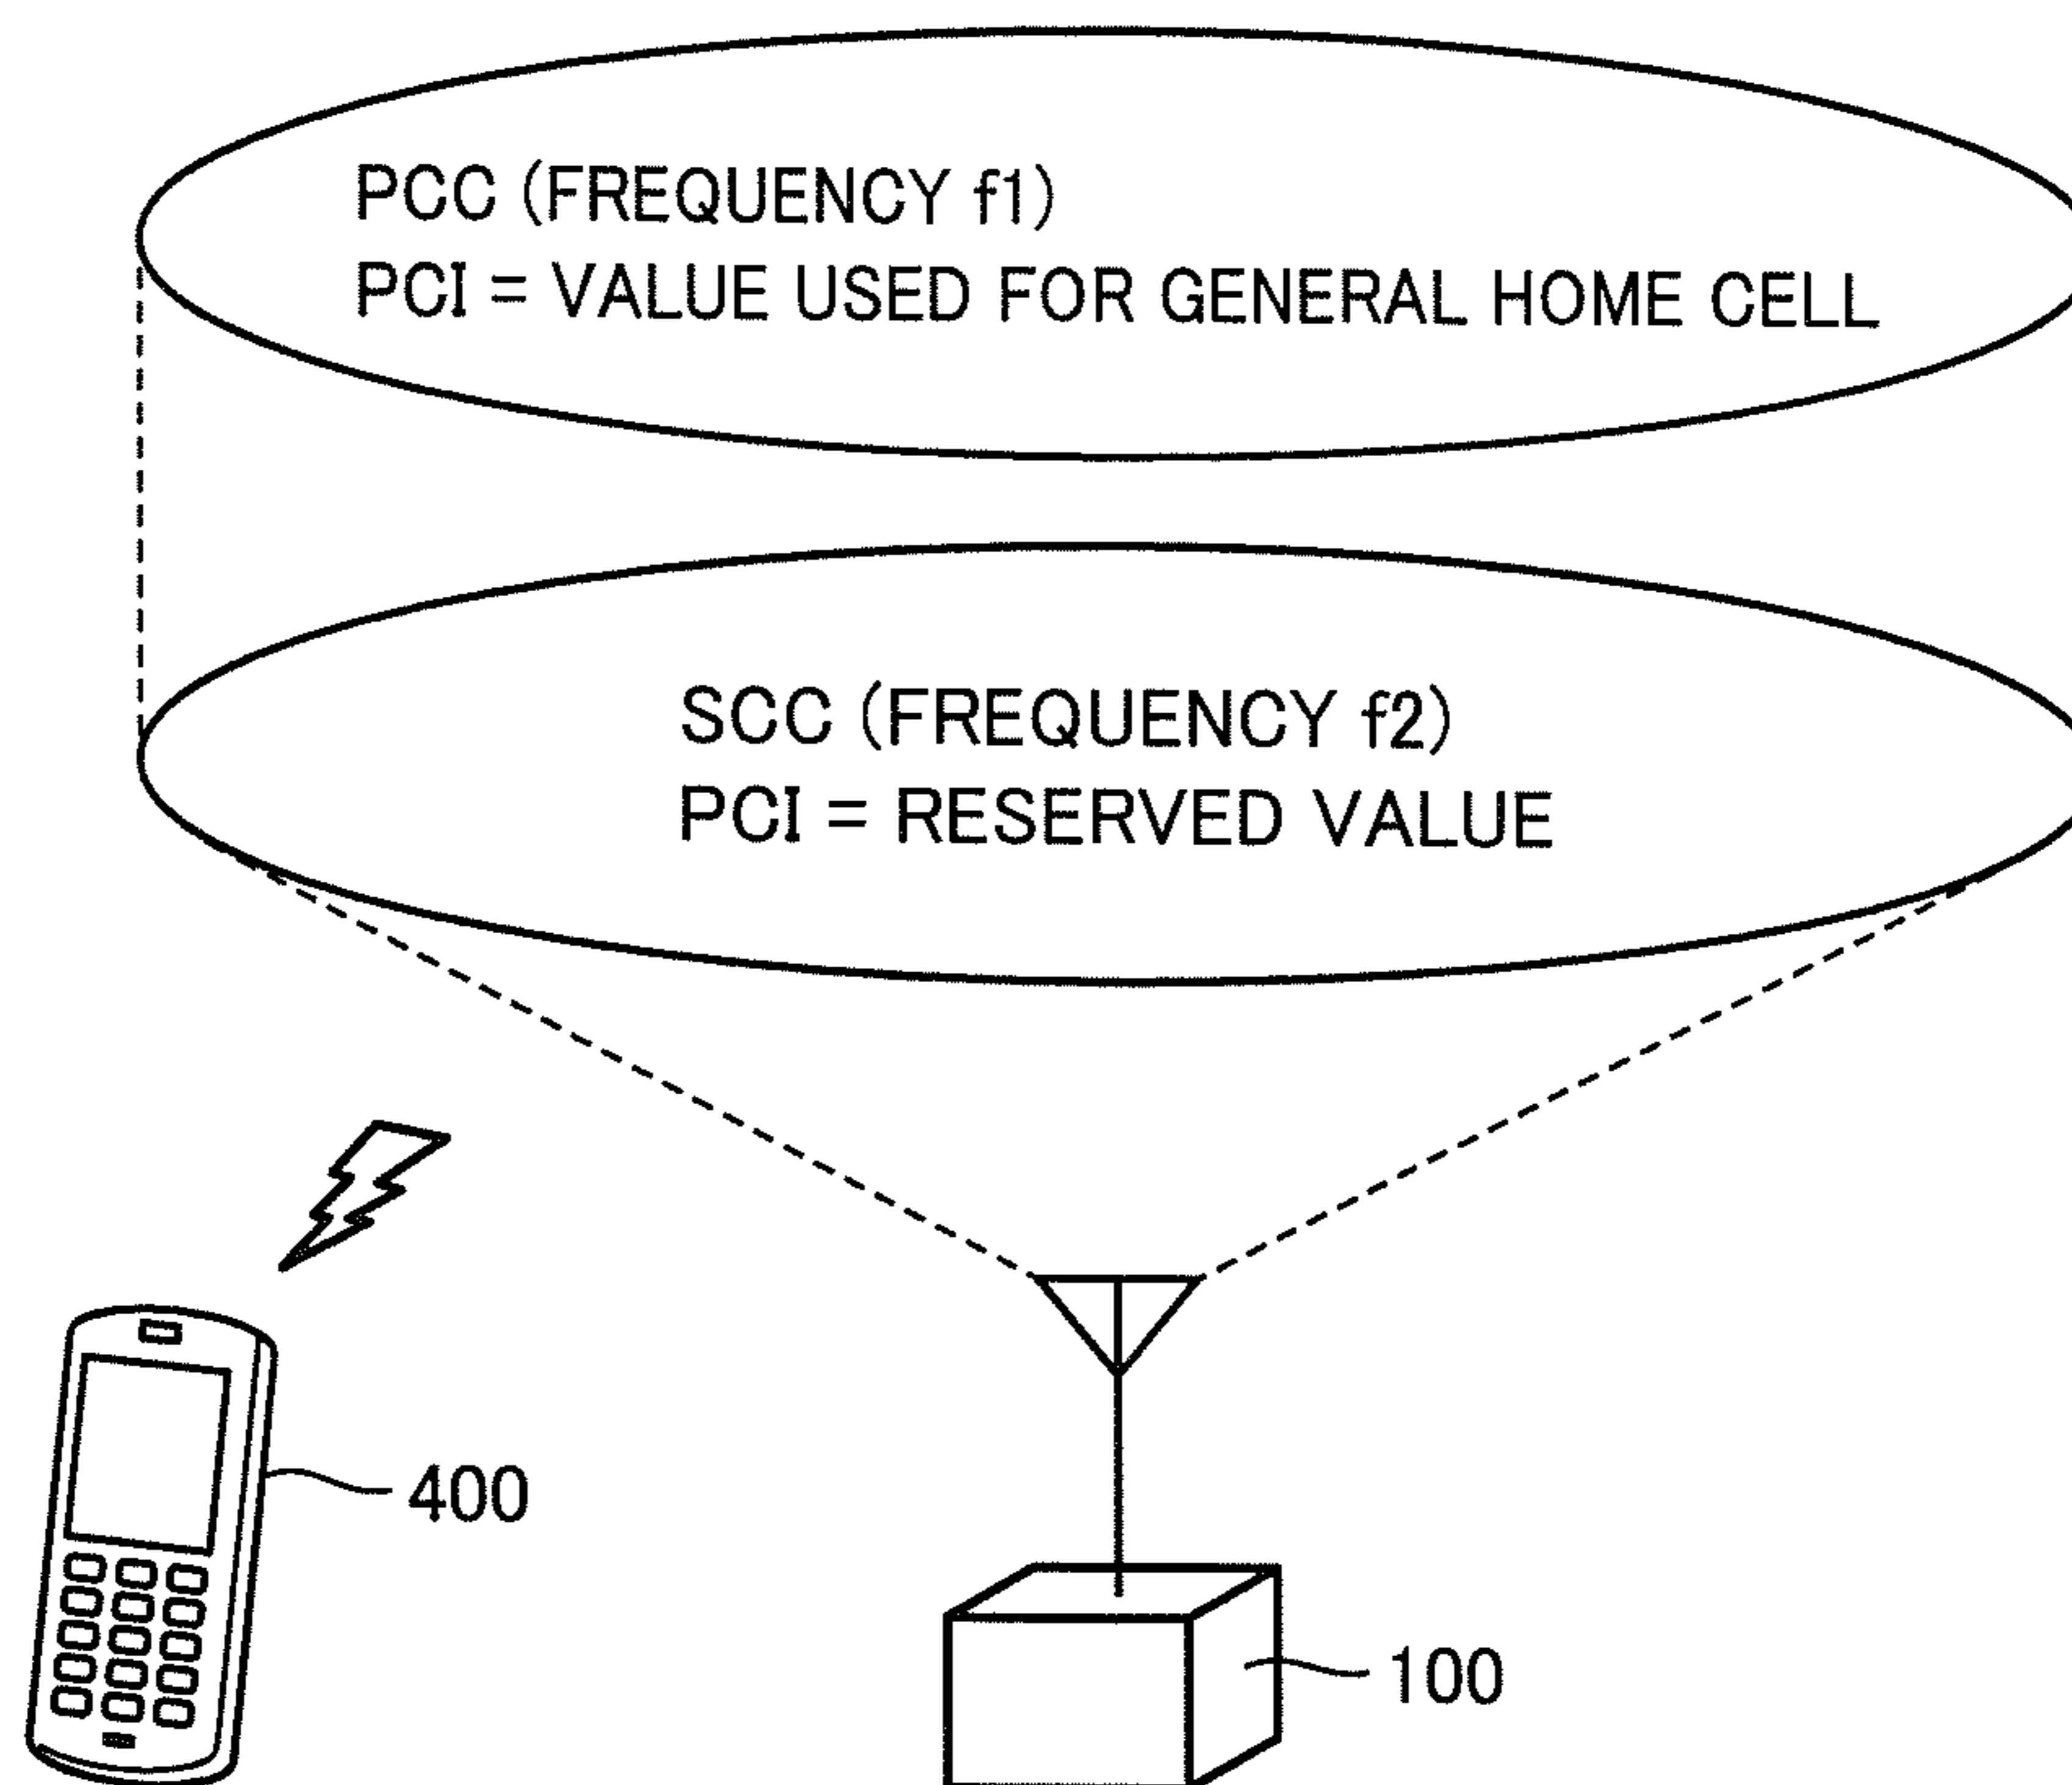 PCC (FREQUENCY f1)
PCI = VALUE USED FOR GENERAL HOME CELL
SCC (FREQUENCY f2)
PCI = RESERVED VALUE
400
100